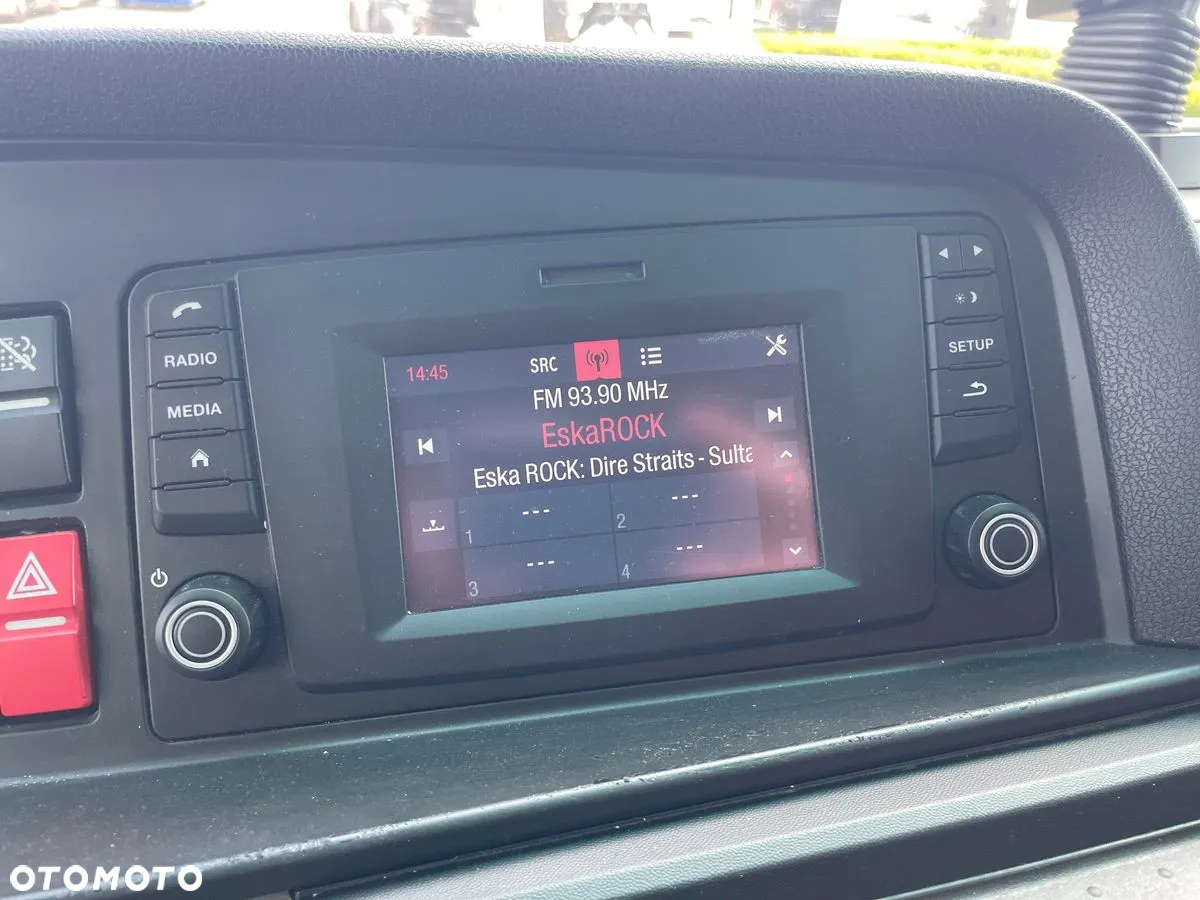 RADIO
MEDIA
14:45
SRC
FM 93.90 MHz
EskaROCK
Eska ROCK: Dire Straits - Sulta
1 ---
2 ---
3 ---
4 ---
SETUP
OTOMOTO